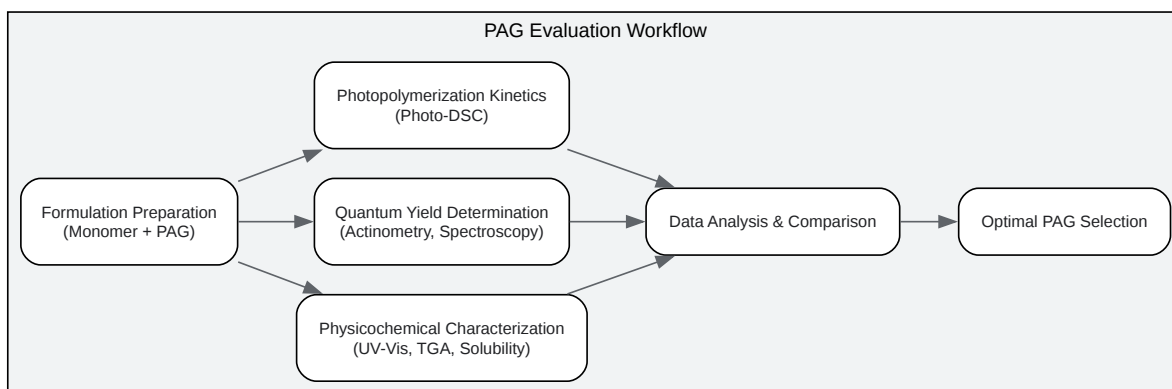 PAG Evaluation Workflow
Photopolymerization Kinetics
(Photo-DSC)
Formulation Preparation
(Monomer + PAG)
Quantum Yield Determination
(Actinometry, Spectroscopy)
Data Analysis & Comparison
Optimal PAG Selection
Physicochemical Characterization
(UV-Vis, TGA, Solubility)